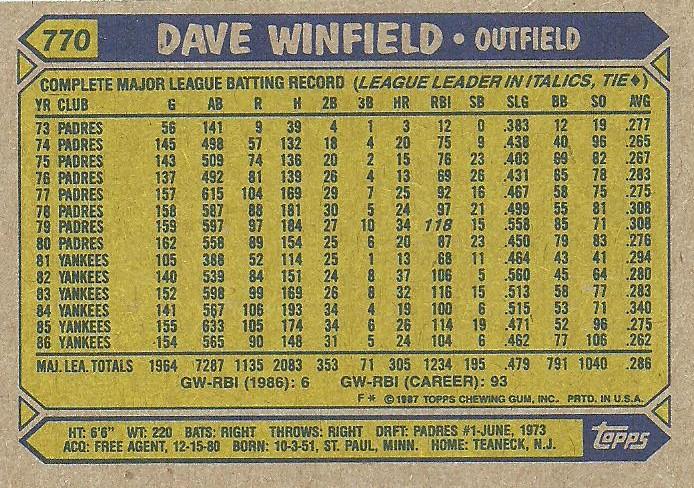 770 DAVE WINFIELD • OUTFIELD
COMPLETE MAJOR LEAGUE BATTING RECORD (LEAGUE LEADER IN ITALICS, TIE♦)
YR CLUB G AB R H 2B 3B HR RBI SB SLG BB SO AVG
73 PADRES 56 141 9 39 4 1 3 12 0 .383 12 19 .277
74 PADRES 145 498 57 132 18 4 20 75 9 .438 40 96 .265
75 PADRES 143 509 74 136 20 2 15 76 23 .403 69 82 .267
76 PADRES 137 492 81 139 26 4 13 69 26 .431 65 78 .283
77 PADRES 157 615 104 169 29 7 25 92 16 .467 58 75 .275
78 PADRES 158 587 88 181 30 5 24 97 21 .499 55 81 .308
79 PADRES 159 597 97 184 27 10 34 118 15 .558 85 71 .308
80 PADRES 162 558 89 154 25 6 20 87 23 .450 79 83 .276
81 YANKEES 105 388 52 114 25 1 13 68 11 .464 43 41 .294
82 YANKEES 140 539 84 151 24 8 37 106 5 .560 45 64 .280
83 YANKEES 152 598 99 169 26 8 32 116 15 .513 58 77 .283
84 YANKEES 141 567 106 193 34 4 19 100 6 .515 53 71 .340
85 YANKEES 155 633 105 174 34 6 26 114 19 .471 52 96 .275
86 YANKEES 154 565 90 148 31 5 24 104 6 .462 77 106 .262
MAJ. LEA. TOTALS 1964 7287 1135 2083 353 71 305 1234 195 .479 791 1040 .286
GW-RBI (1986): 6 GW-RBI (CAREER): 93
F * © 1987 TOPPS CHEWING GUM, INC. PRTD. IN U.S.A.
HT: 6'6" WT: 220 BATS: RIGHT THROWS: RIGHT DRFT: PADRES #1-JUNE, 1973
ACQ: FREE AGENT, 12-15-80 BORN: 10-3-51, ST. PAUL, MINN. HOME: TEANECK, N.J.
topps